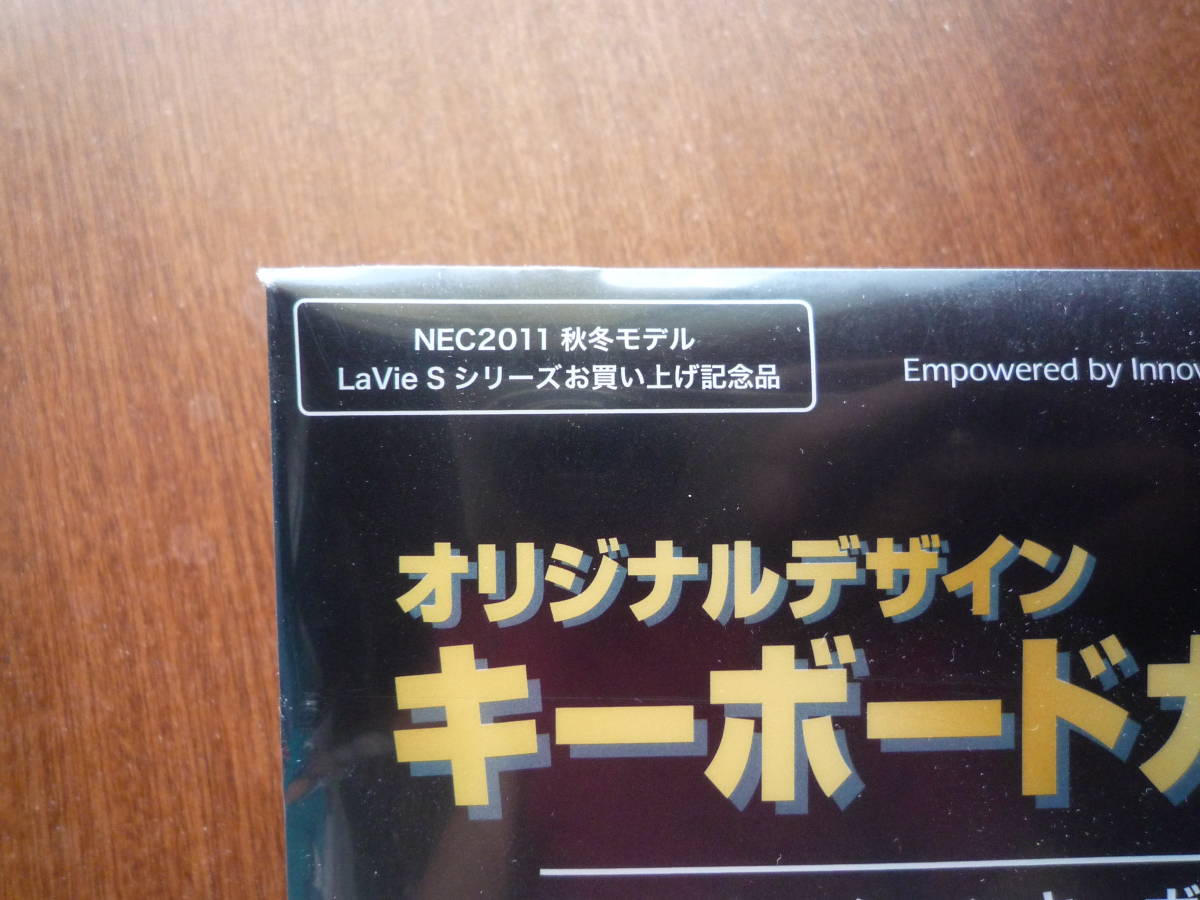 NEC2011 秋冬モデル
LaVie S シリーズお買い上げ記念品
Empowered by
オリジナルデザイン
キーボード